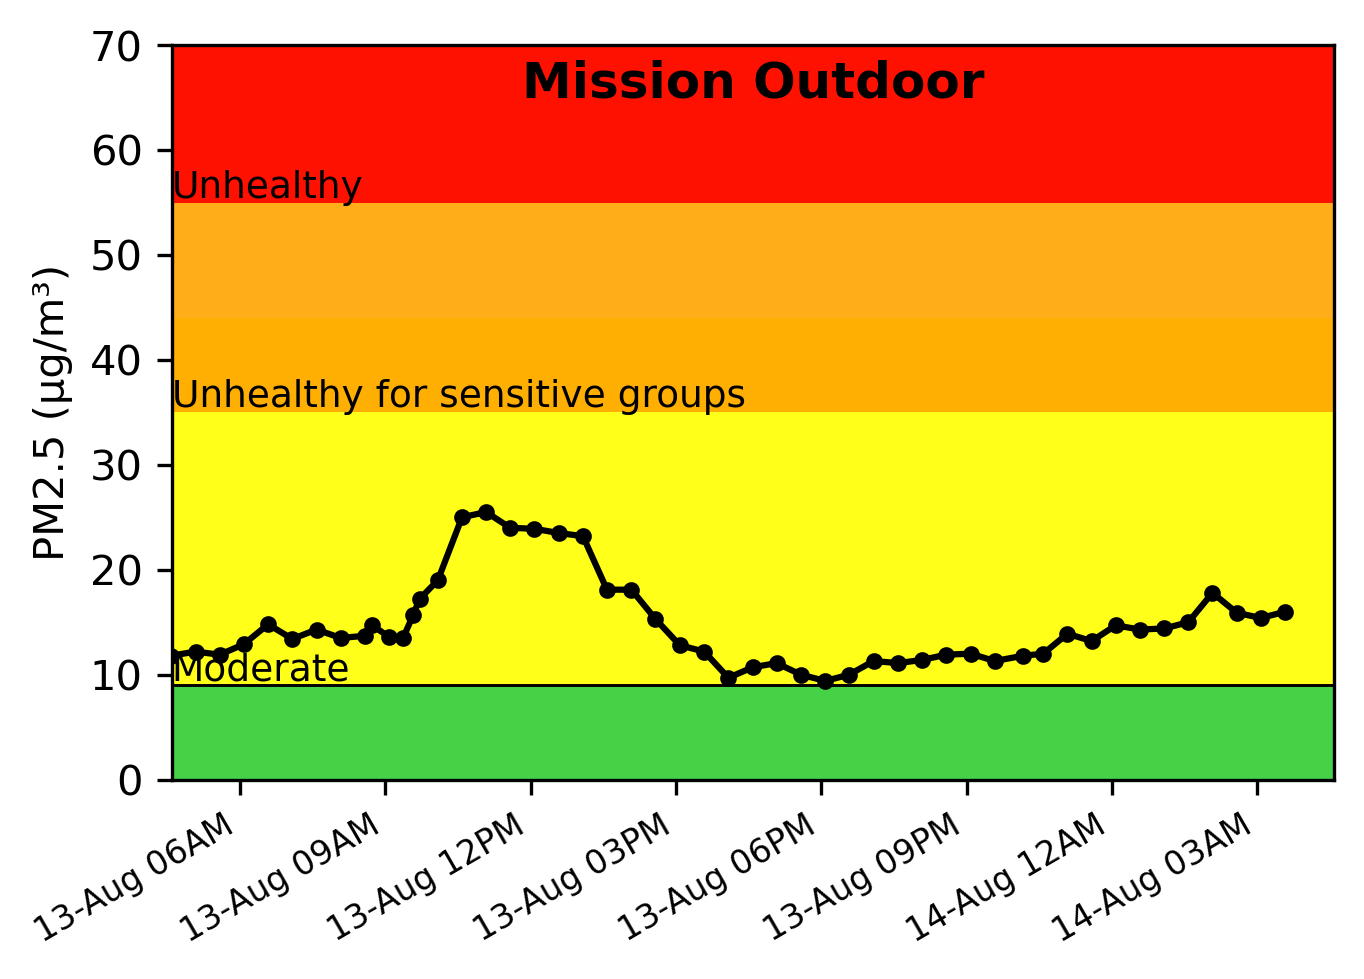 Mission Outdoor
PM2.5 (µg/m³)
70
60
50
40
30
20
10
0
Unhealthy
Unhealthy for sensitive groups
Moderate
13-Aug 06AM
13-Aug 09AM
13-Aug 12PM
13-Aug 03PM
13-Aug 06PM
13-Aug 09PM
14-Aug 12AM
14-Aug 03AM